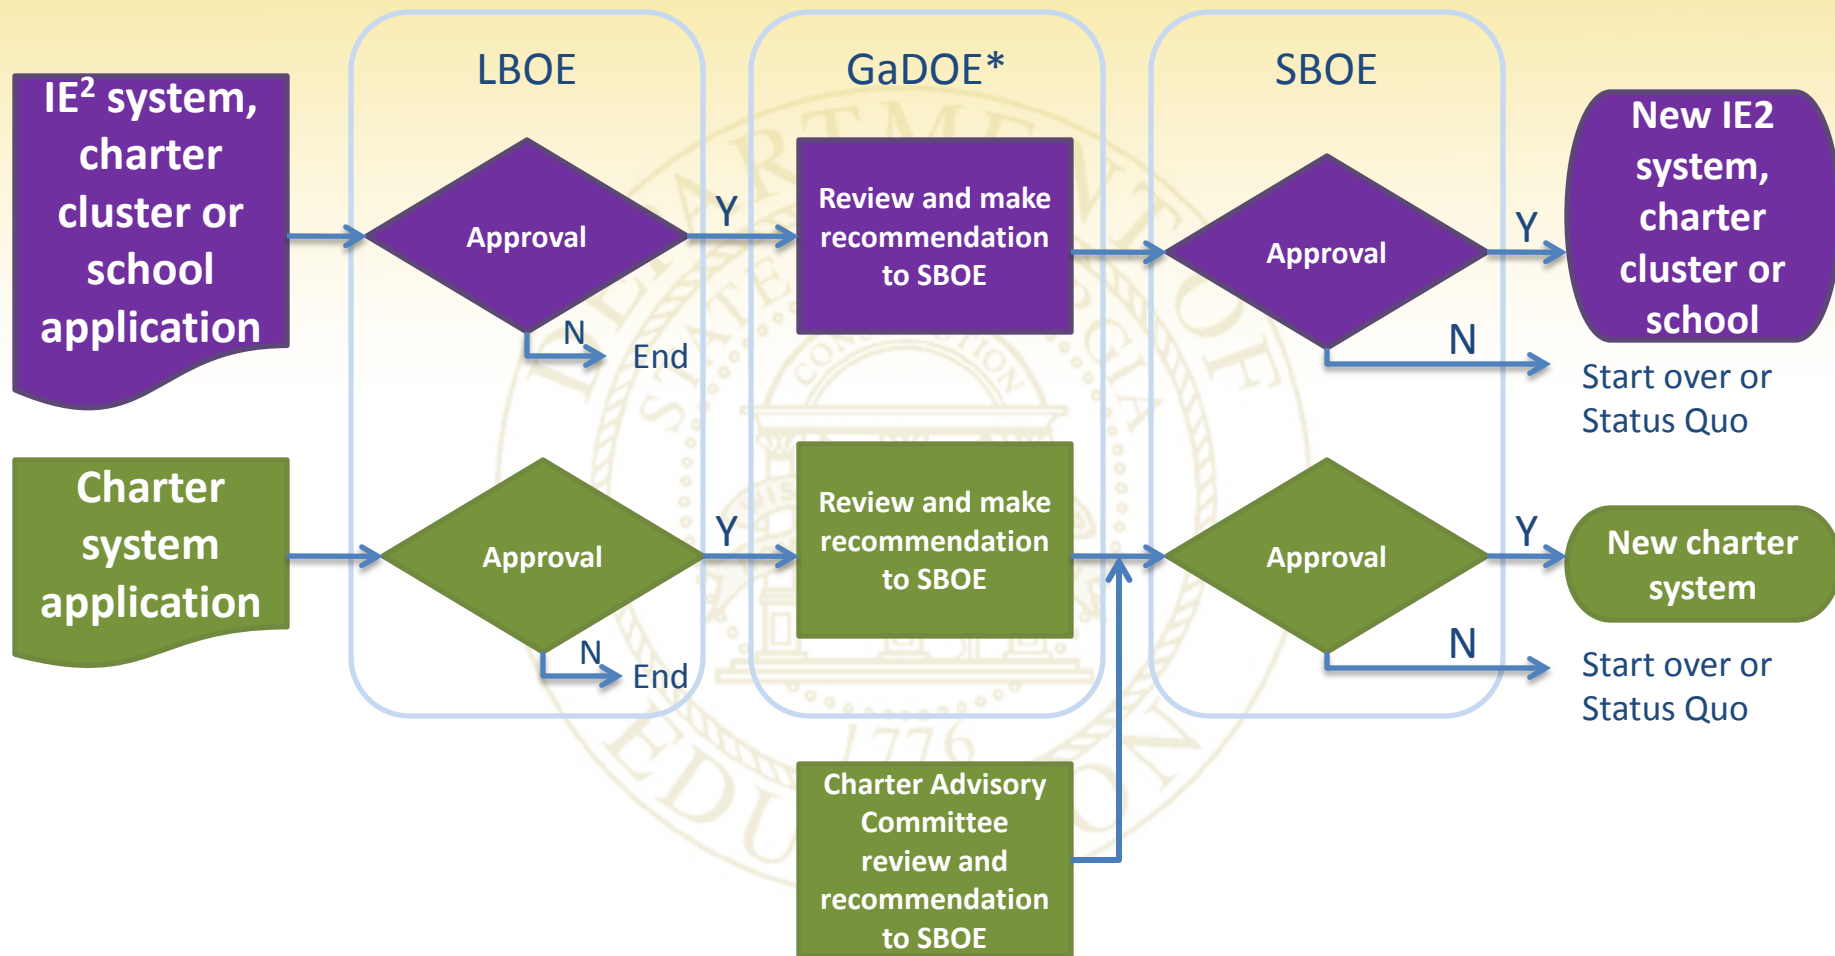 LBOE
GaDOE*
SBOE
IE² system,
charter
cluster or
school
application
Approval
Y
N
End
Review and make
recommendation
to SBOE
Approval
Y
N
New IE2
system,
charter
cluster or
school
Start over or
Status Quo
Charter
system
application
Approval
Y
N
End
Review and make
recommendation
to SBOE
Approval
Y
N
New charter
system
Start over or
Status Quo
Charter Advisory
Committee
review and
recommendation
to SBOE
1776